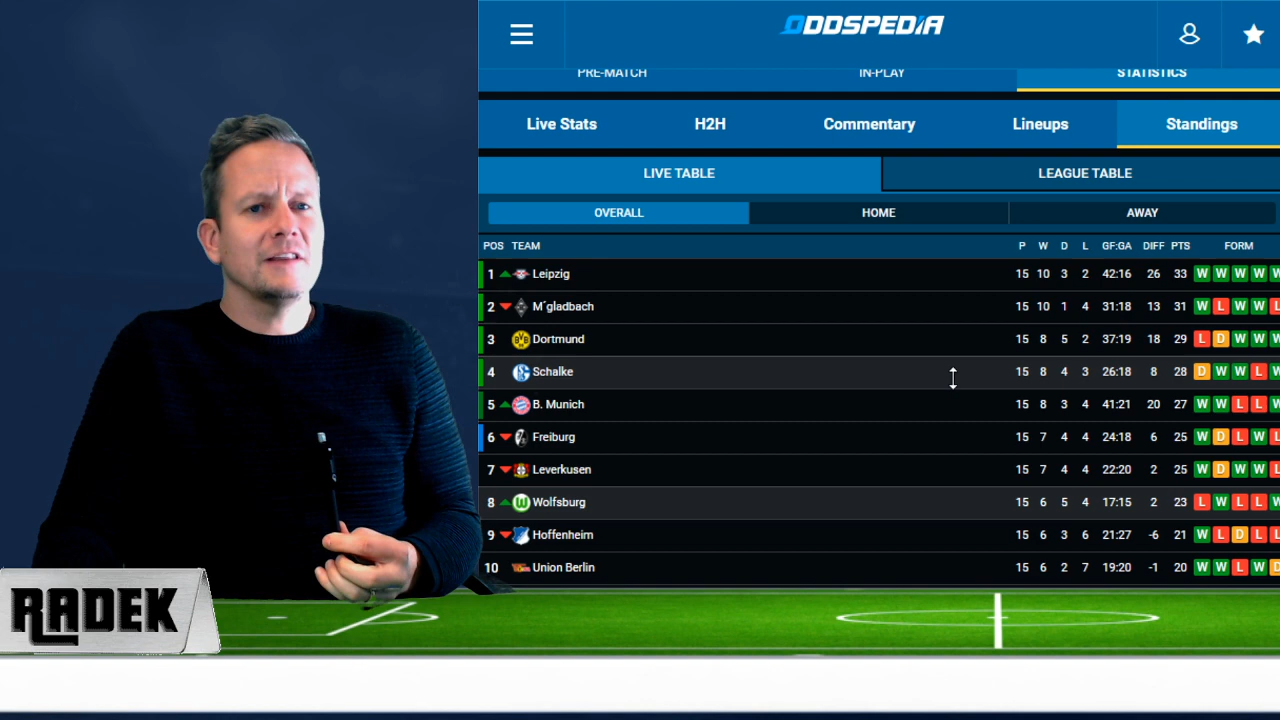 ODDSPEDIA
PRE-MATCH IN-PLAY STATISTICS
Live Stats H2H Commentary Lineups Standings
LIVE TABLE LEAGUE TABLE
OVERALL HOME AWAY
POS TEAM P W D L GF:GA DIFF PTS FORM
1 Leipzig 15 10 3 2 42:16 26 33 W W W W W
2 M´gladbach 15 10 1 4 31:18 13 31 W L W W L
3 Dortmund 15 8 5 2 37:19 18 29 L D W W W
4 Schalke 15 8 4 3 26:18 8 28 D W W L W
5 B. Munich 15 8 3 4 41:21 20 27 W W L L W
6 Freiburg 15 7 4 4 24:18 6 25 W D L W L
7 Leverkusen 15 7 4 4 22:20 2 25 W D W W L
8 Wolfsburg 15 6 5 4 17:15 2 23 L W L L W
9 Hoffenheim 15 6 3 6 21:27 -6 21 W L D L L
10 Union Berlin 15 6 2 7 19:20 -1 20 W W L W D
RADEK